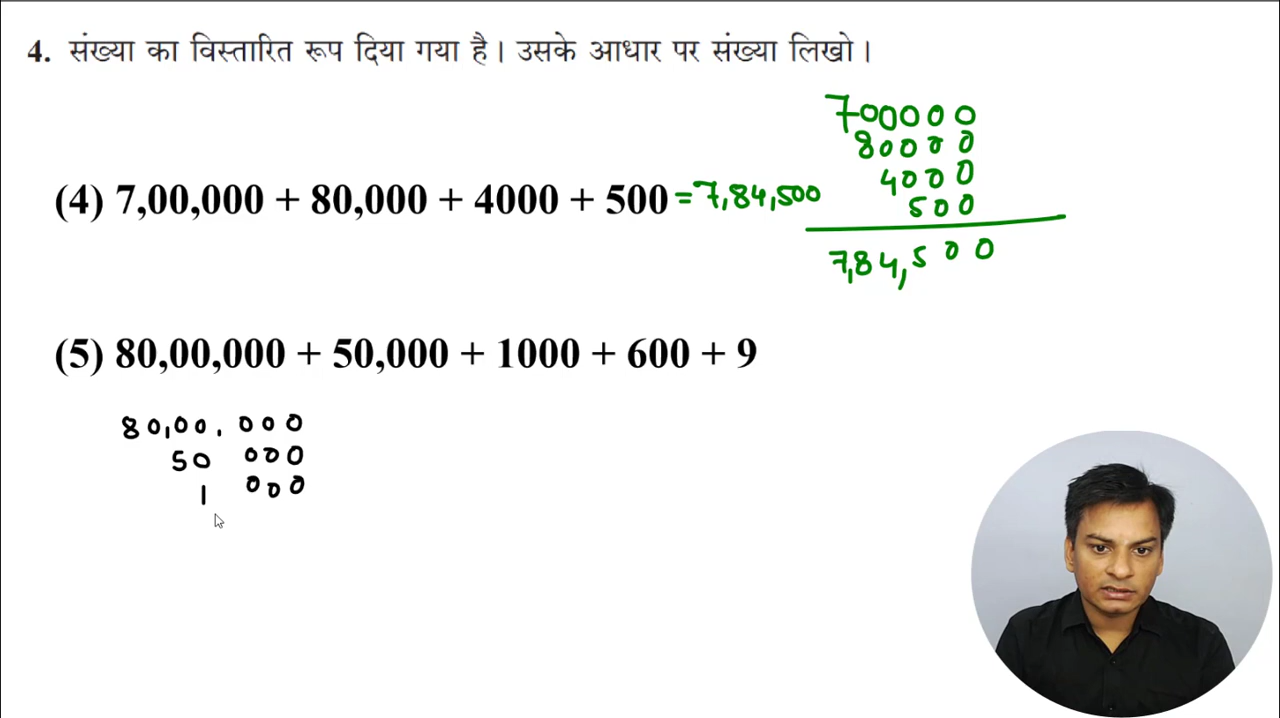 4. संख्या का विस्तारित रूप दिया गया है। उसके आधार पर संख्या लिखो।
700000
80000
4000
500
7,84,500
(4) 7,00,000 + 80,000 + 4000 + 500 = 7,84,500
(5) 80,00,000 + 50,000 + 1000 + 600 + 9
80,00,000
50 000
1 000